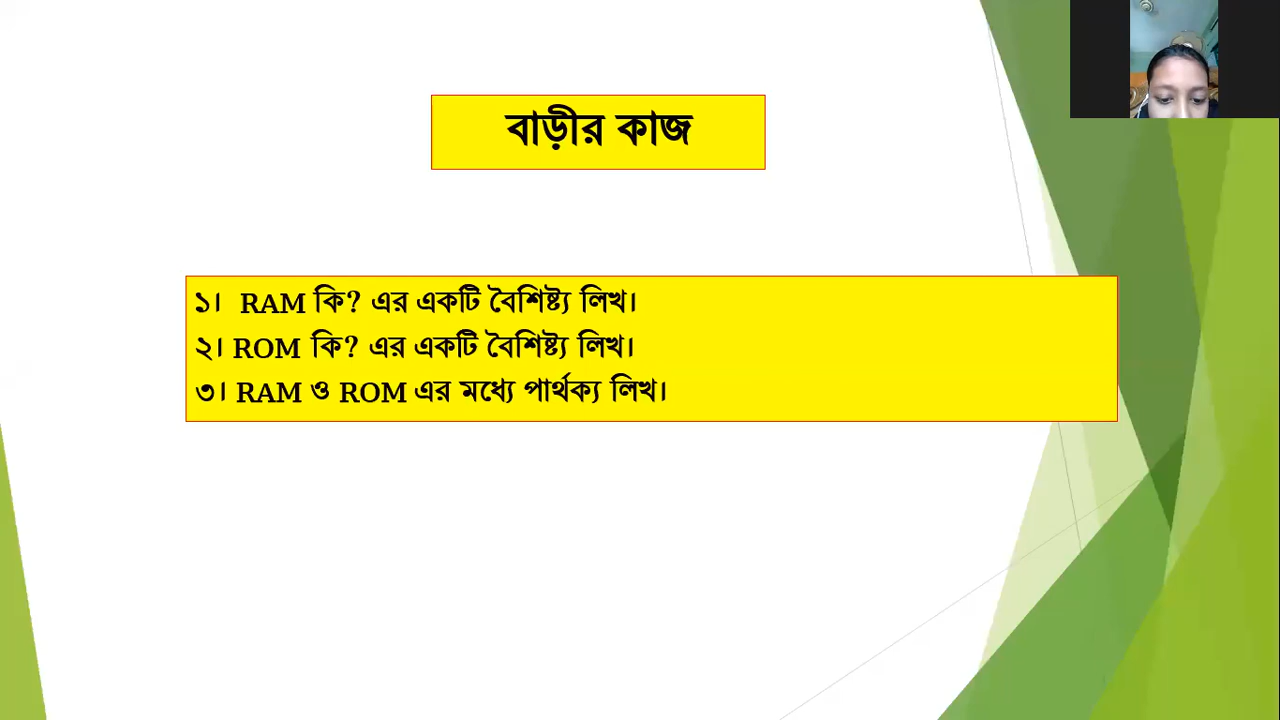 বাড়ীর কাজ
১। RAM কি? এর একটি বৈশিষ্ট্য লিখ।
২। ROM কি? এর একটি বৈশিষ্ট্য লিখ।
৩। RAM ও ROM এর মধ্যে পার্থক্য লিখ।